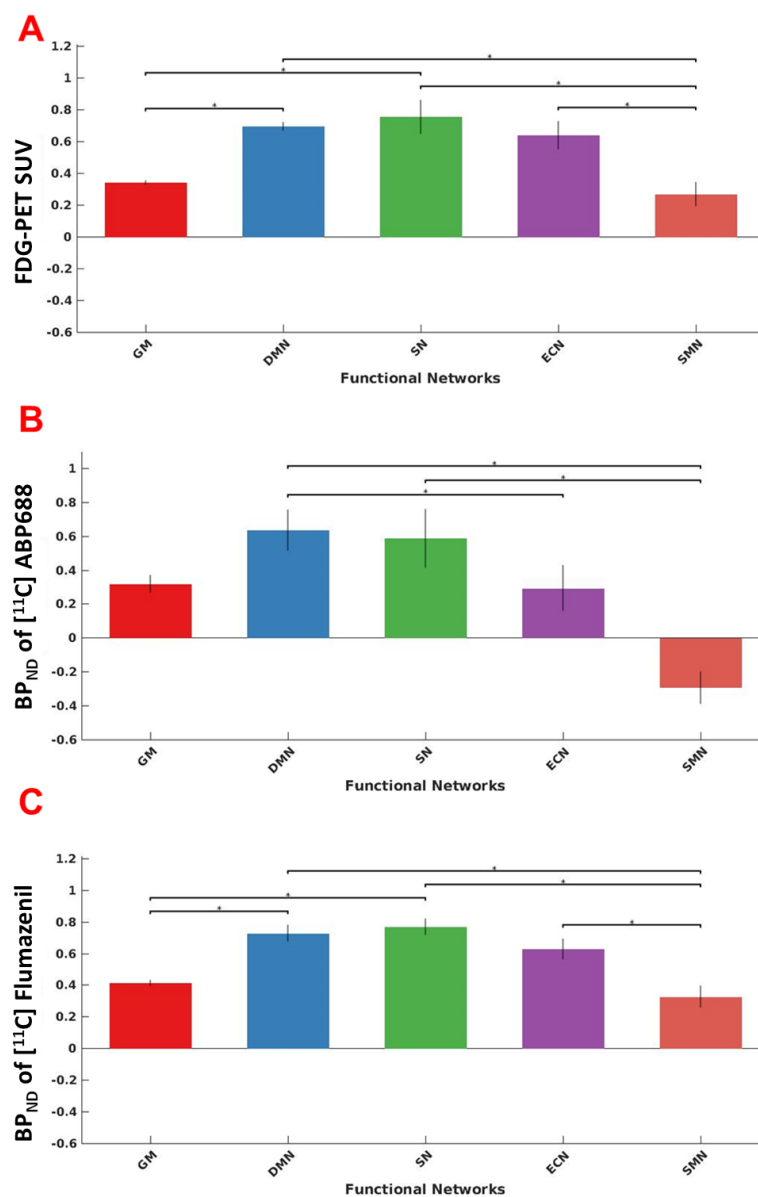 A
FDG-PET SUV
1.2
1
0.8
0.6
0.4
0.2
0
-0.2
-0.4
-0.6
* * * * *
GM DMN SN ECN SMN
Functional Networks
B
BPND of [11C] ABP688
1
0.8
0.6
0.4
0.2
0
-0.2
-0.4
-0.6
* * *
GM DMN SN ECN SMN
Functional Networks
C
BPND of [11C] Flumazenil
1.2
1
0.8
0.6
0.4
0.2
0
-0.2
-0.4
-0.6
* * * * *
GM DMN SN ECN SMN
Functional Networks